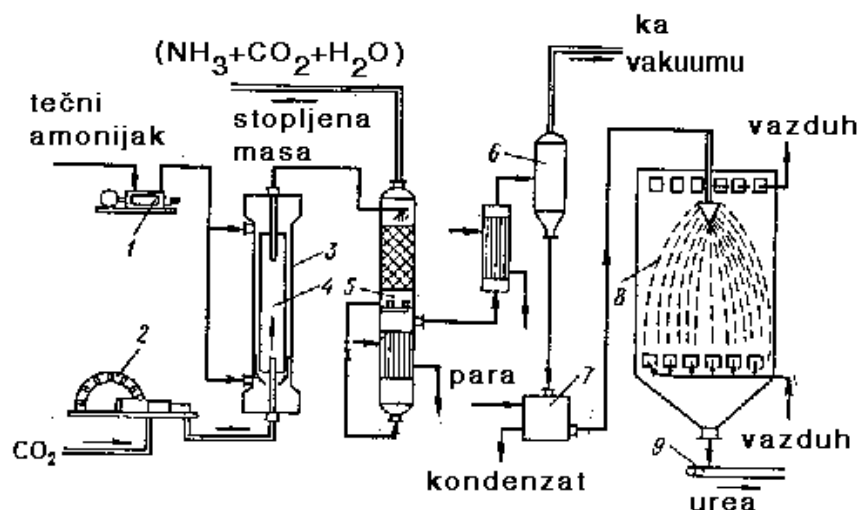 (NH₃+CO₂+H₂O)
ka
vakuumu
tečni
amonijak
stopljena
masa
vazduh
6
1
3
4
5
8
2
para
7
CO₂
kondenzat
vazduh
9
urea